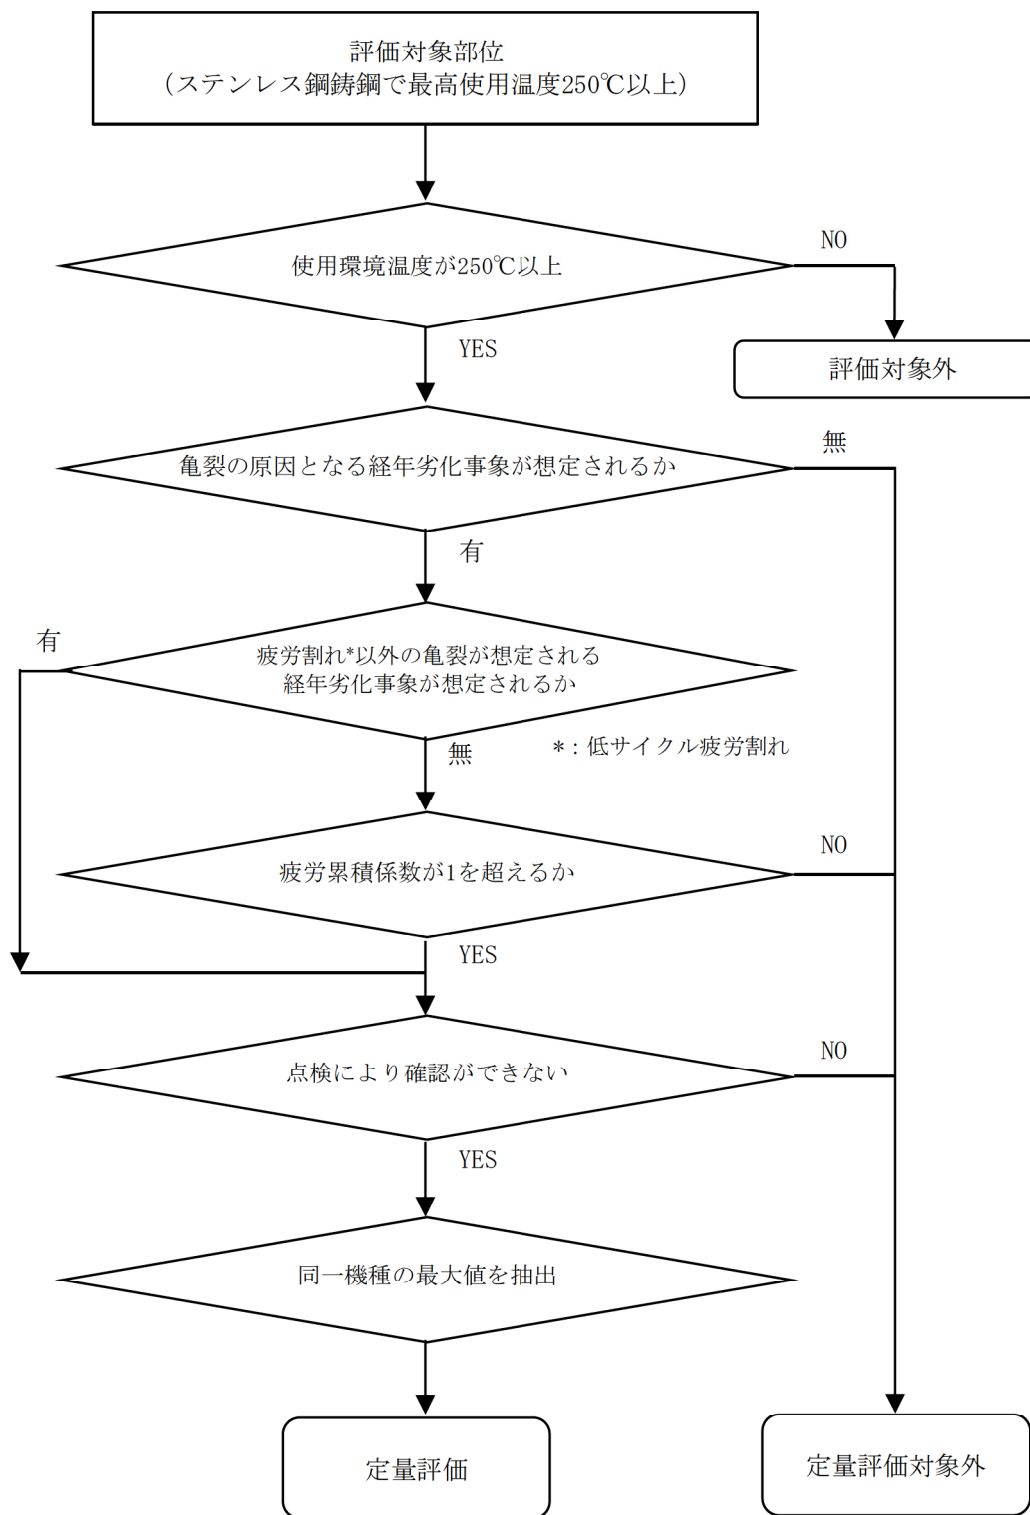 評価対象部位
（ステンレス鋼鋳鋼で最高使用温度250℃以上）
使用環境温度が250℃以上
NO
YES
評価対象外
亀裂の原因となる経年劣化事象が想定されるか
無
有
有
疲労割れ*以外の亀裂が想定される
経年劣化事象が想定されるか
無
*：低サイクル疲労割れ
疲労累積係数が1を超えるか
NO
YES
点検により確認ができない
NO
YES
同一機種の最大値を抽出
定量評価
定量評価対象外